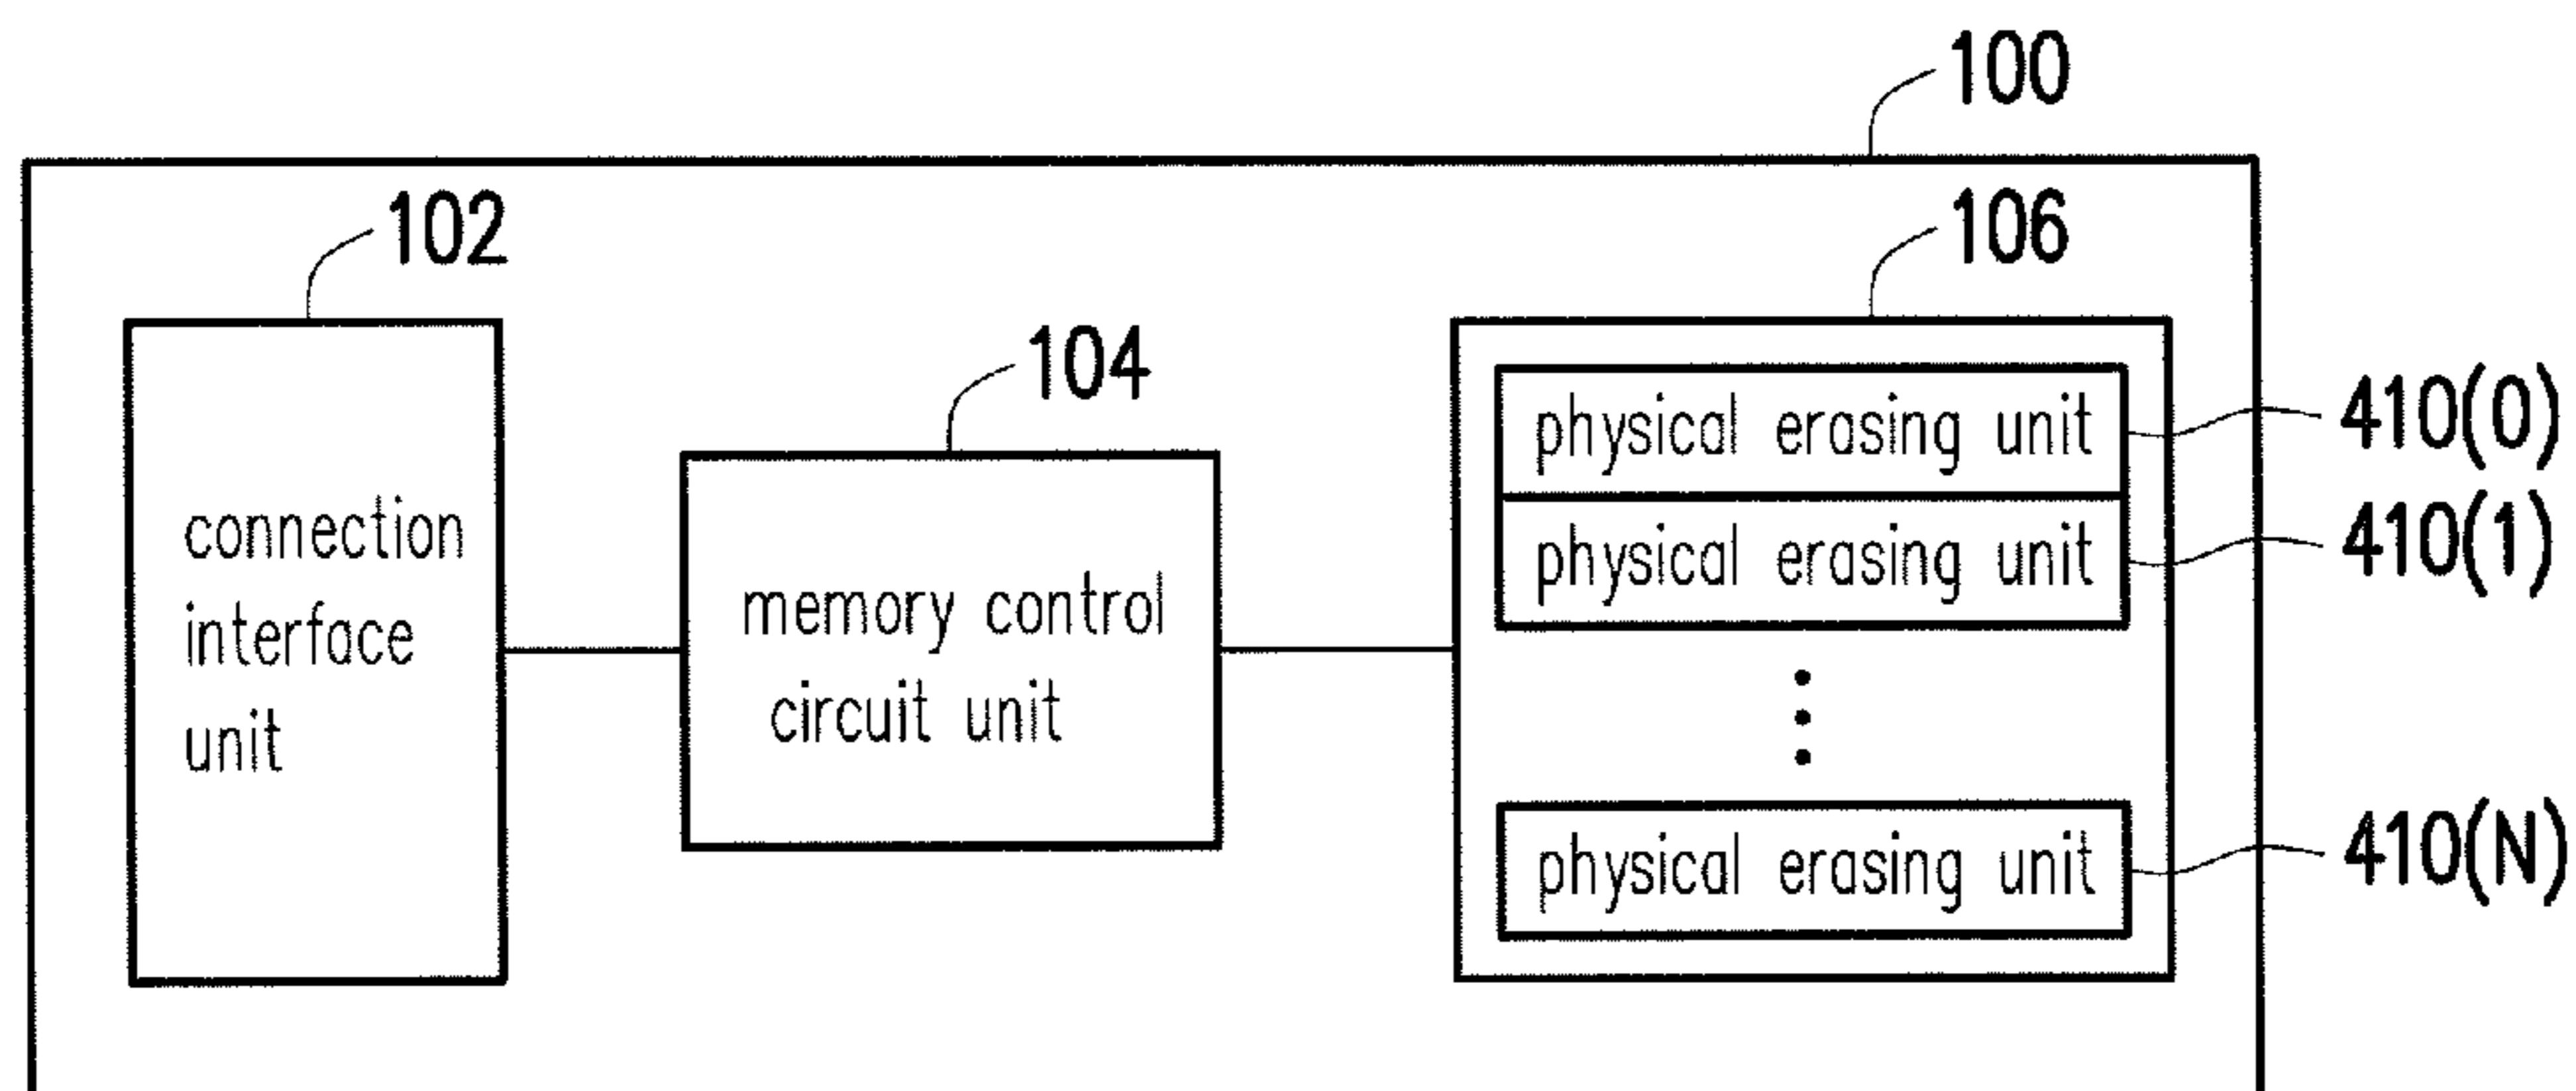 100
102
106
104
physical erasing unit
410(0)
physical erasing unit
410(1)
connection
interface
unit
memory control
circuit unit
physical erasing unit
410(N)